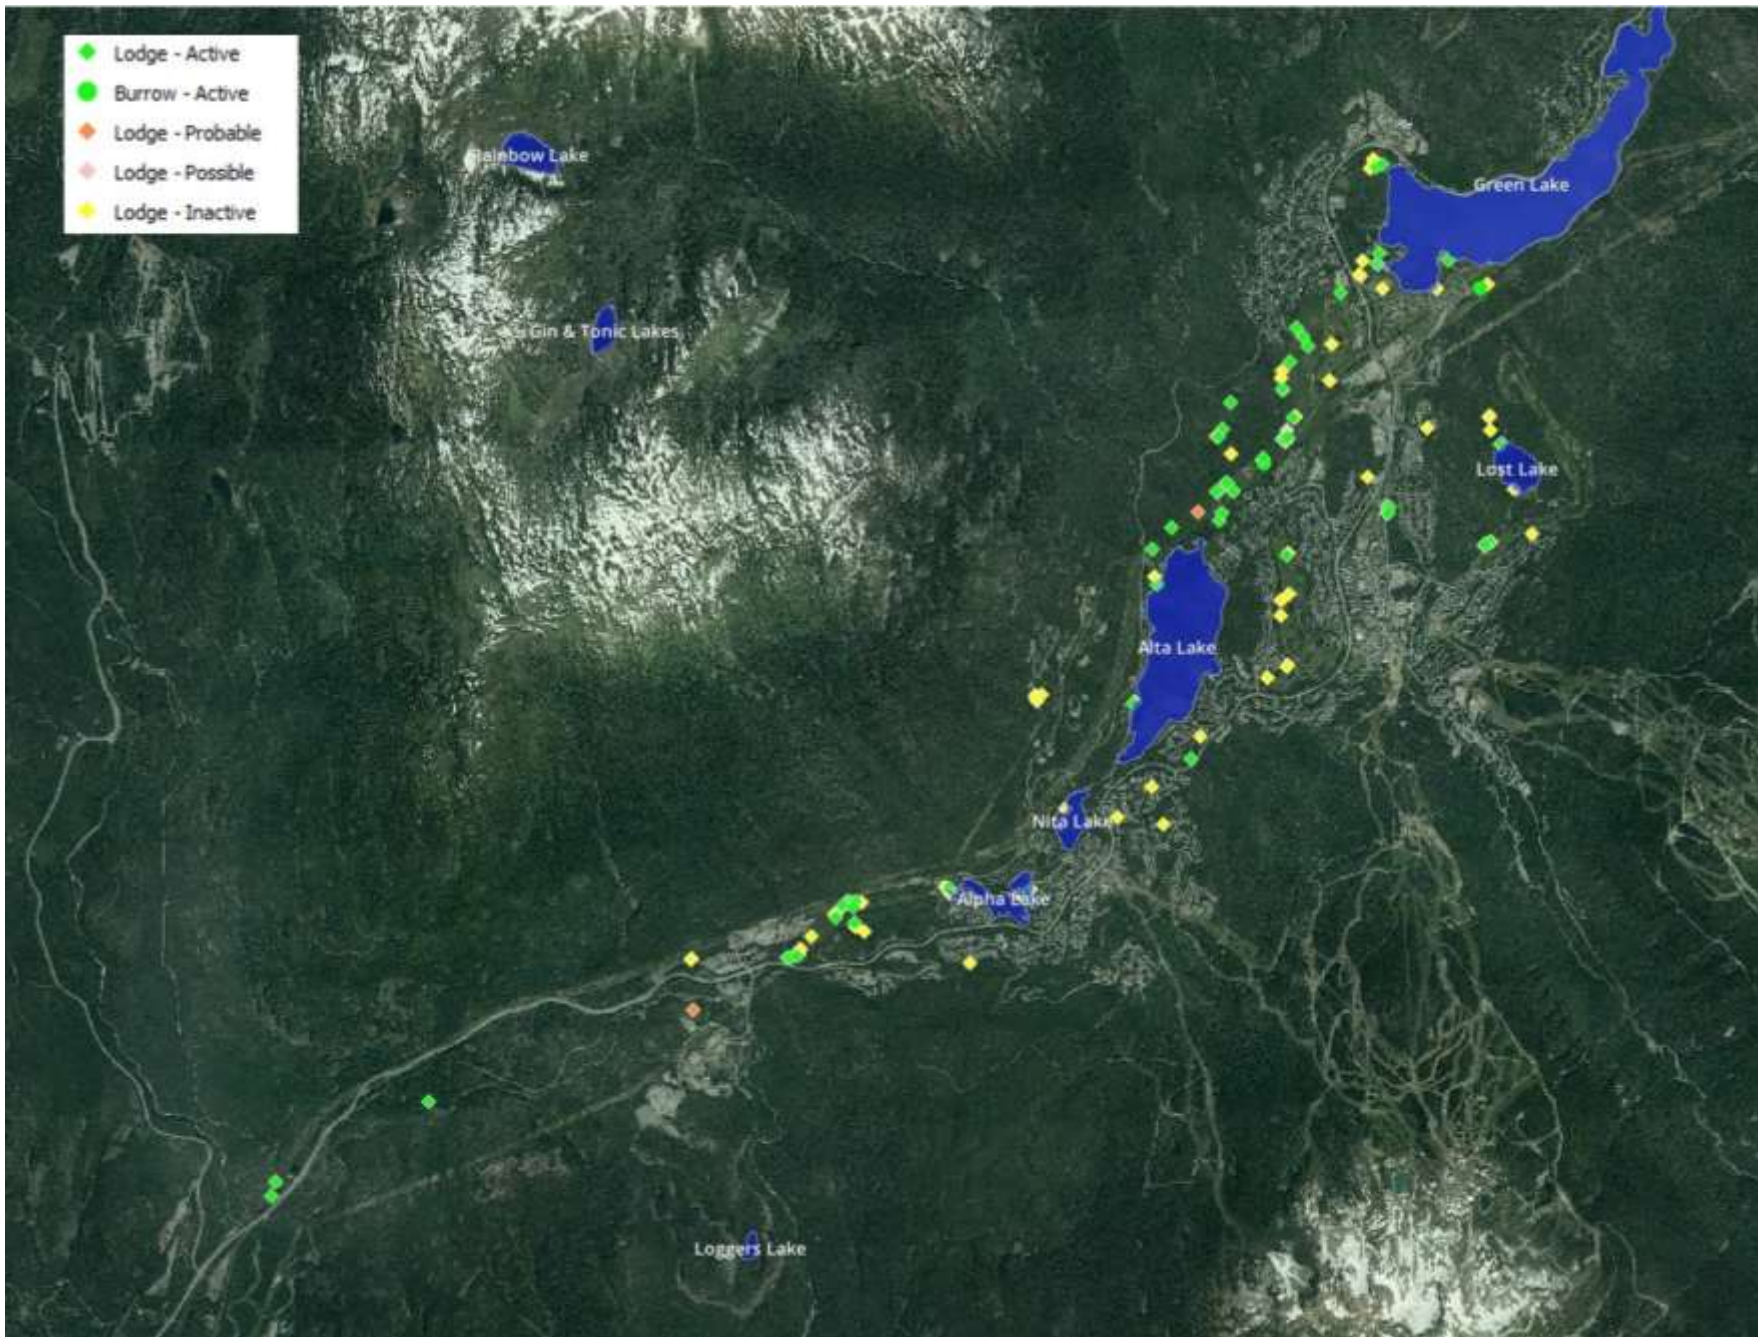 Lodge - Active
Burrow - Active
Lodge - Probable
Lodge - Possible
Lodge - Inactive
Rainbow Lake
Green Lake
Gin & Tonic Lakes
Lost Lake
Alta Lake
Nita Lake
Alpha Lake
Loggers Lake